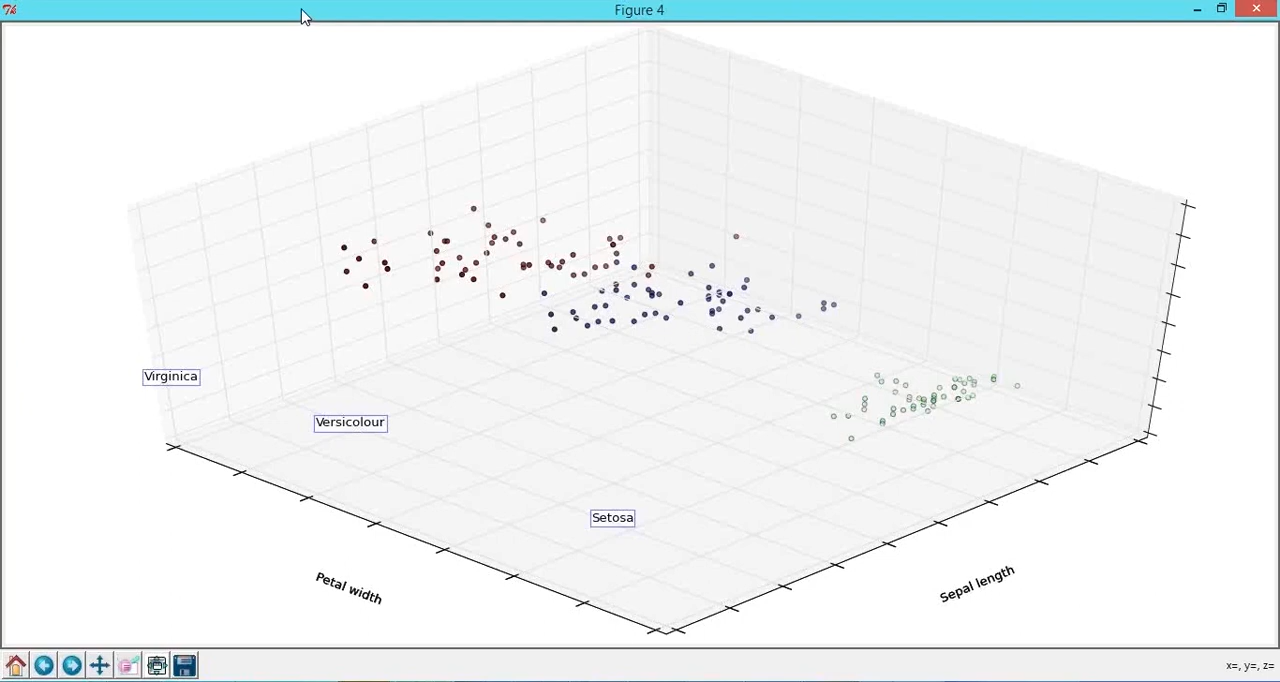 Figure 4
Virginica
Versicolour
Setosa
Petal width
Sepal length
x=, y=, z=